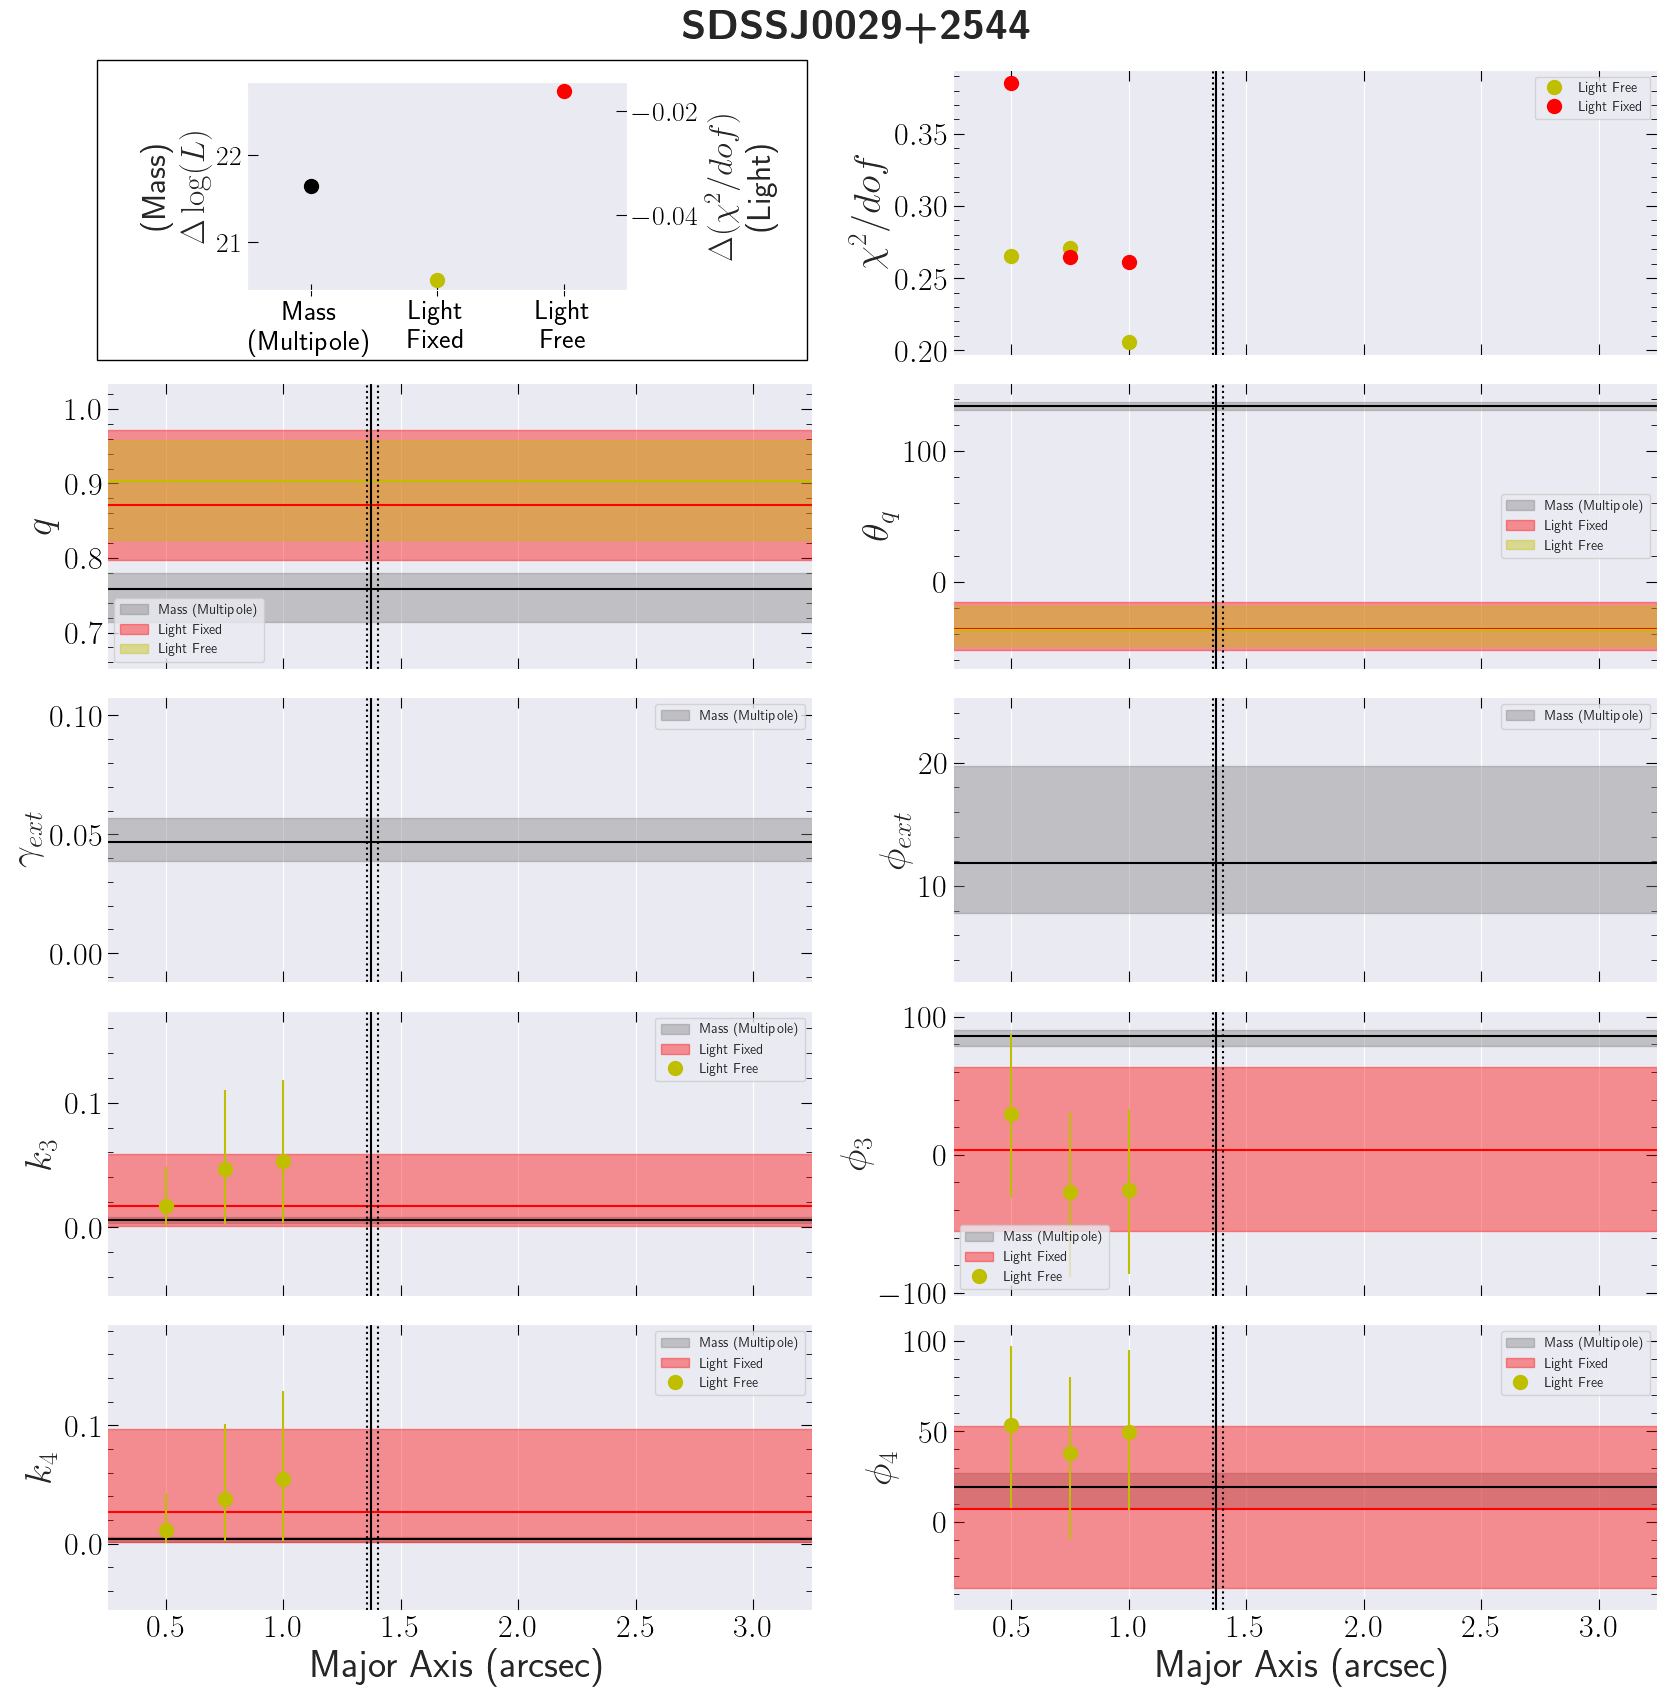 SDSSJ0029+2544
(Mass)
Δ log(L)
22
21
−0.02
−0.04
Δ(χ²/dof)
(Light)
Mass
(Multipole)
Light
Fixed
Light
Free
χ²/dof
0.35
0.30
0.25
0.20
Light Free
Light Fixed
q
1.0
0.9
0.8
0.7
Mass (Multipole)
Light Fixed
Light Free
θ_q
100
0
Mass (Multipole)
Light Fixed
Light Free
γ_ext
0.10
0.05
0.00
Mass (Multipole)
ϕ_ext
20
10
Mass (Multipole)
k_3
0.1
0.0
Mass (Multipole)
Light Fixed
Light Free
ϕ_3
100
0
−100
Mass (Multipole)
Light Fixed
Light Free
k_4
0.1
0.0
Mass (Multipole)
Light Fixed
Light Free
0.5 1.0 1.5 2.0 2.5 3.0
Major Axis (arcsec)
ϕ_4
100
50
0
Mass (Multipole)
Light Fixed
Light Free
0.5 1.0 1.5 2.0 2.5 3.0
Major Axis (arcsec)